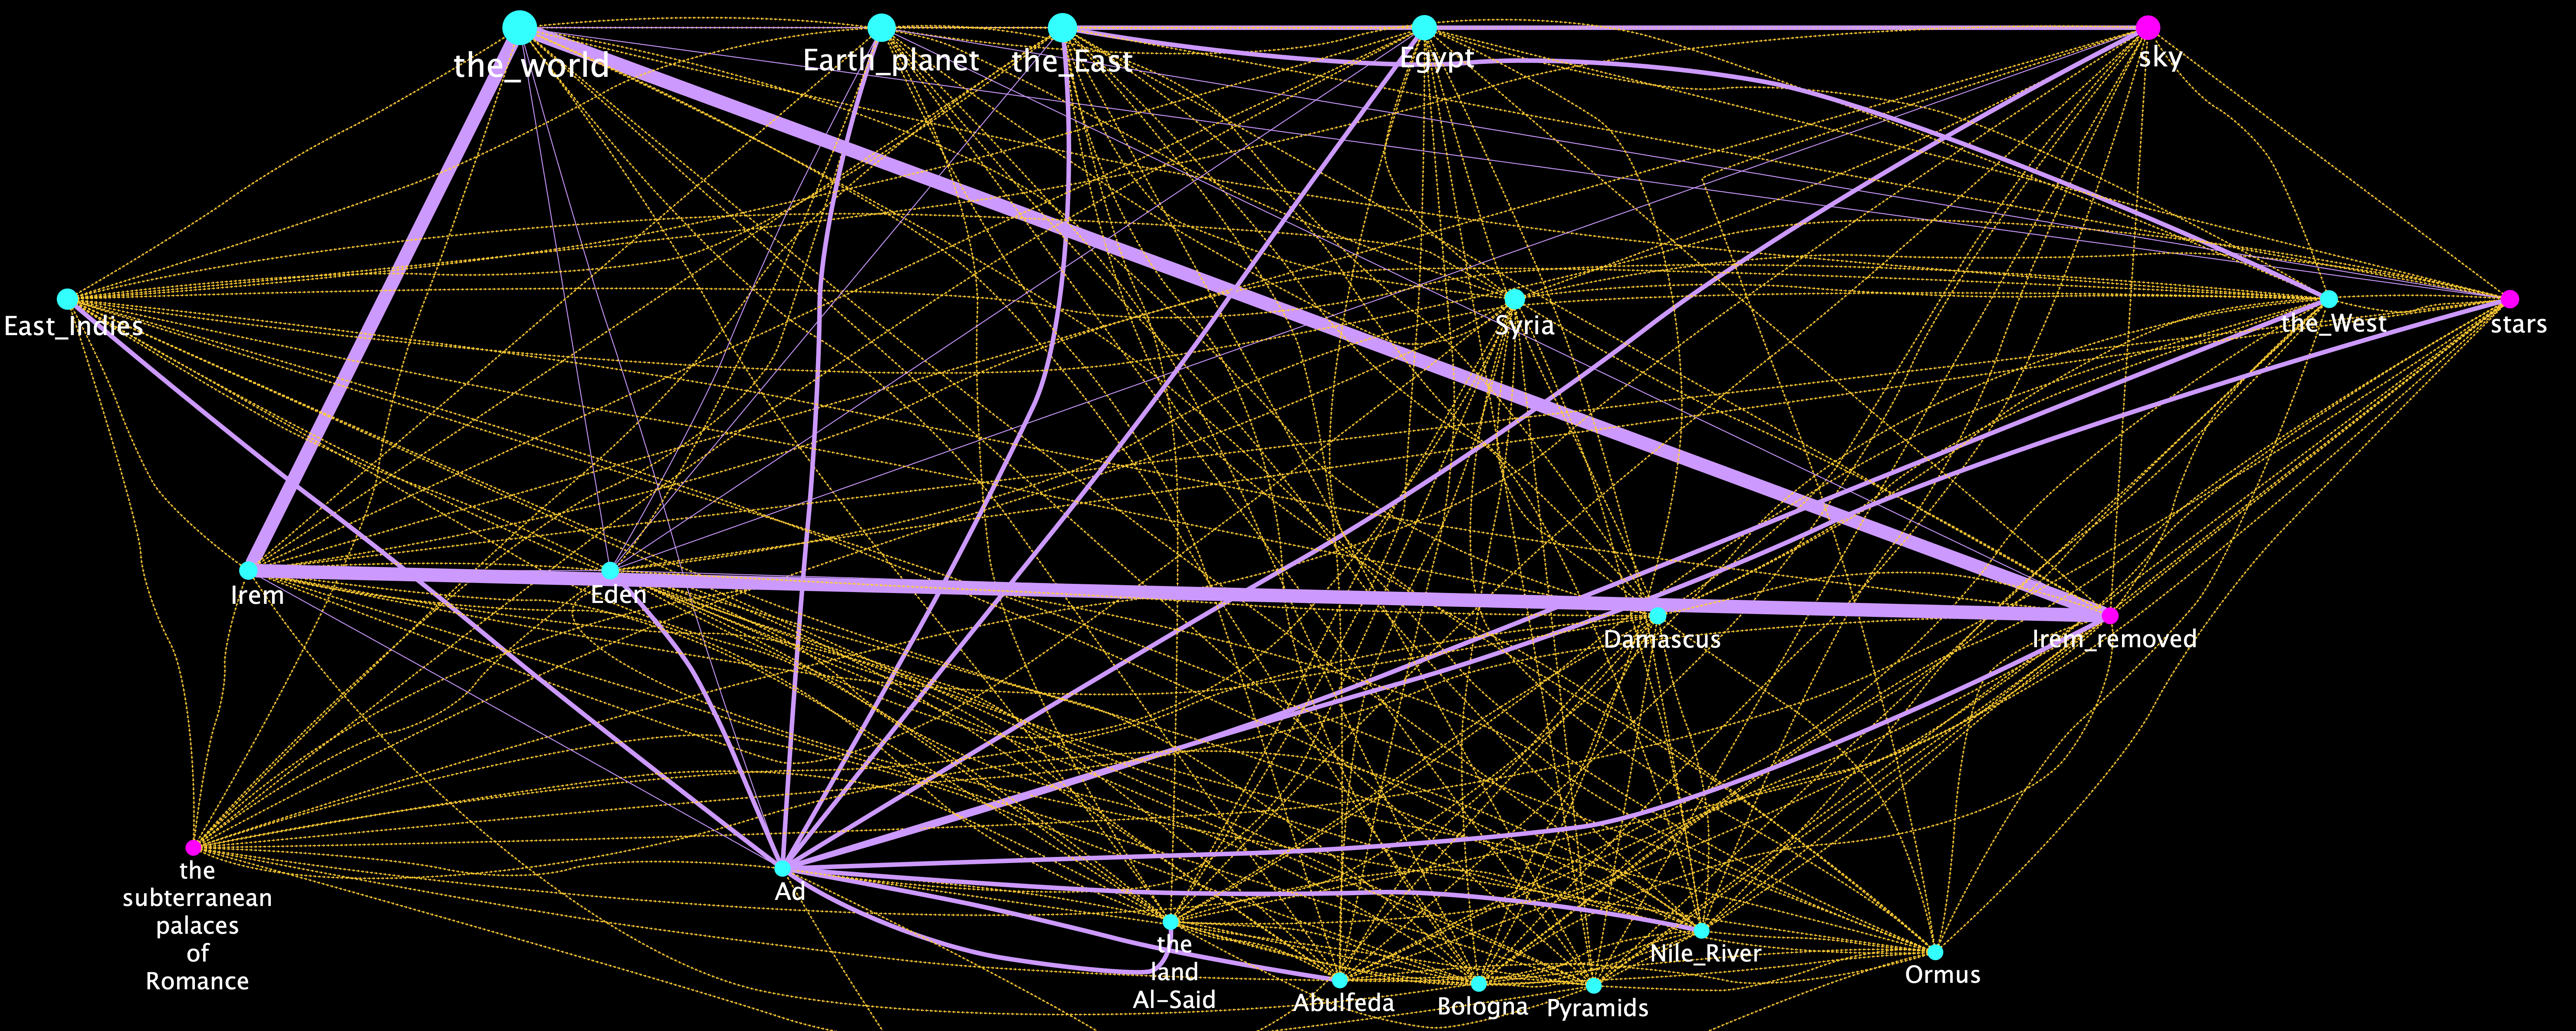 the_world
Earth_planet
the_East
Egypt
sky
East_Indies
Syria
the_West
stars
Irem
Eden
Damascus
Irem_removed
the
subterranean
palaces
of
Romance
Ad
the
land
Al-Said
Abulfeda
Bologna
Pyramids
Nile_River
Ormus